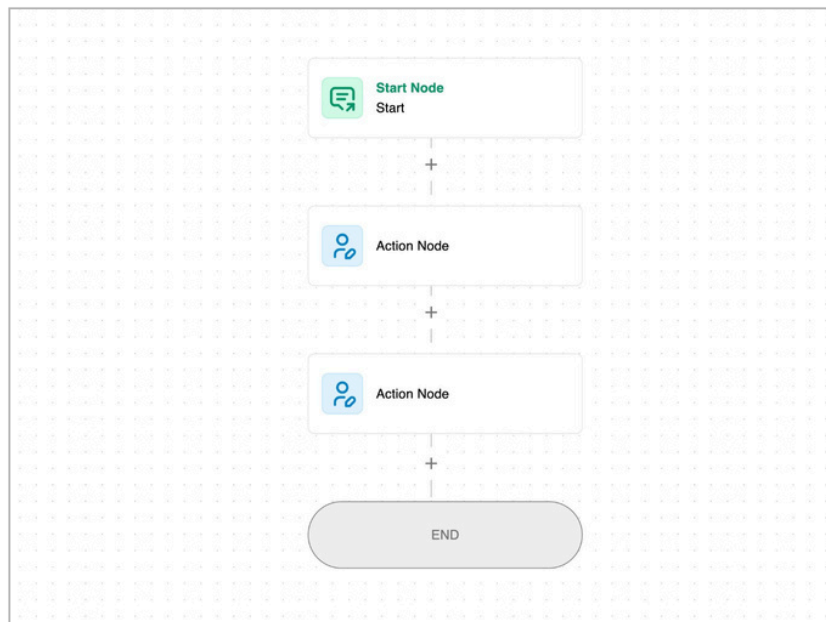 Start Node
Start
+
Action Node
+
Action Node
+
END